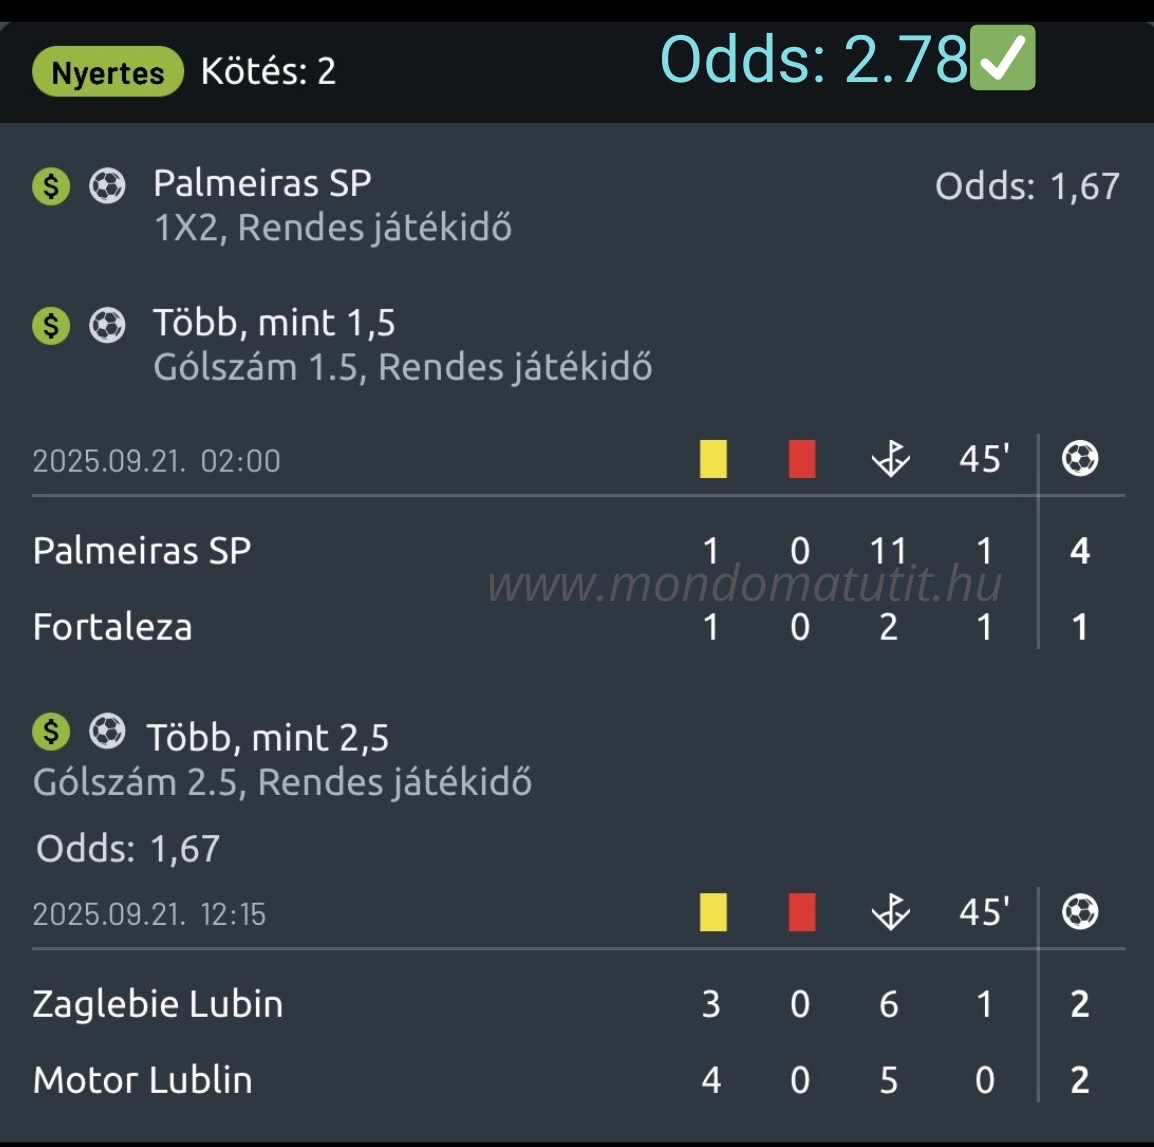 Nyertes Kötés: 2 Odds: 2.78
Palmeiras SP Odds: 1,67
1X2, Rendes játékidő
Több, mint 1,5
Gólszám 1.5, Rendes játékidő
2025.09.21. 02:00 45'
Palmeiras SP 1 0 11 1 4
www.mondomatutit.hu
Fortaleza 1 0 2 1 1
Több, mint 2,5
Gólszám 2.5, Rendes játékidő
Odds: 1,67
2025.09.21. 12:15 45'
Zaglebie Lubin 3 0 6 1 2
Motor Lublin 4 0 5 0 2